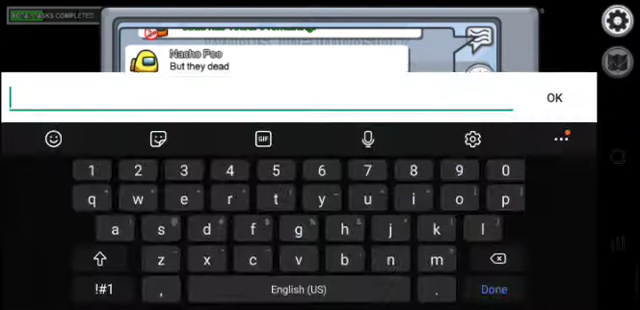 TASKS COMPLETED
Nacho Poo
But they dead
OK
GIF
1 2 3 4 5 6 7 8 9 0
q w e r t y u i o p
a s d f g h j k l
z x c v b n m
!#1 , English (US) . Done